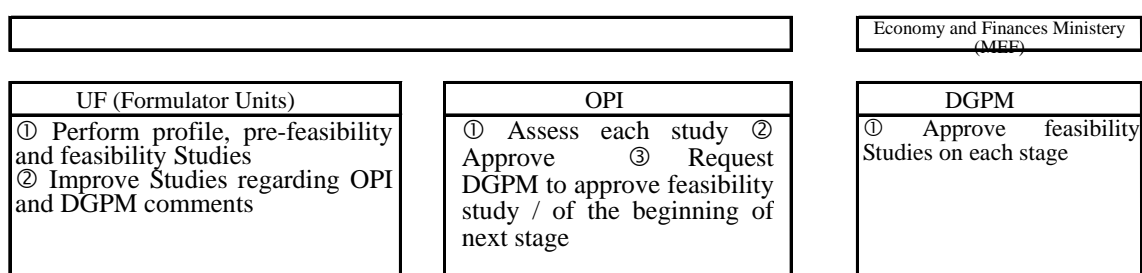 Economy and Finances Ministery
(MEF)
UF (Formulator Units)
① Perform profile, pre-feasibility
and feasibility Studies
② Improve Studies regarding OPI
and DGPM comments
OPI
① Assess each study ②
Approve ③ Request
DGPM to approve feasibility
study / of the beginning of
next stage
DGPM
① Approve feasibility
Studies on each stage